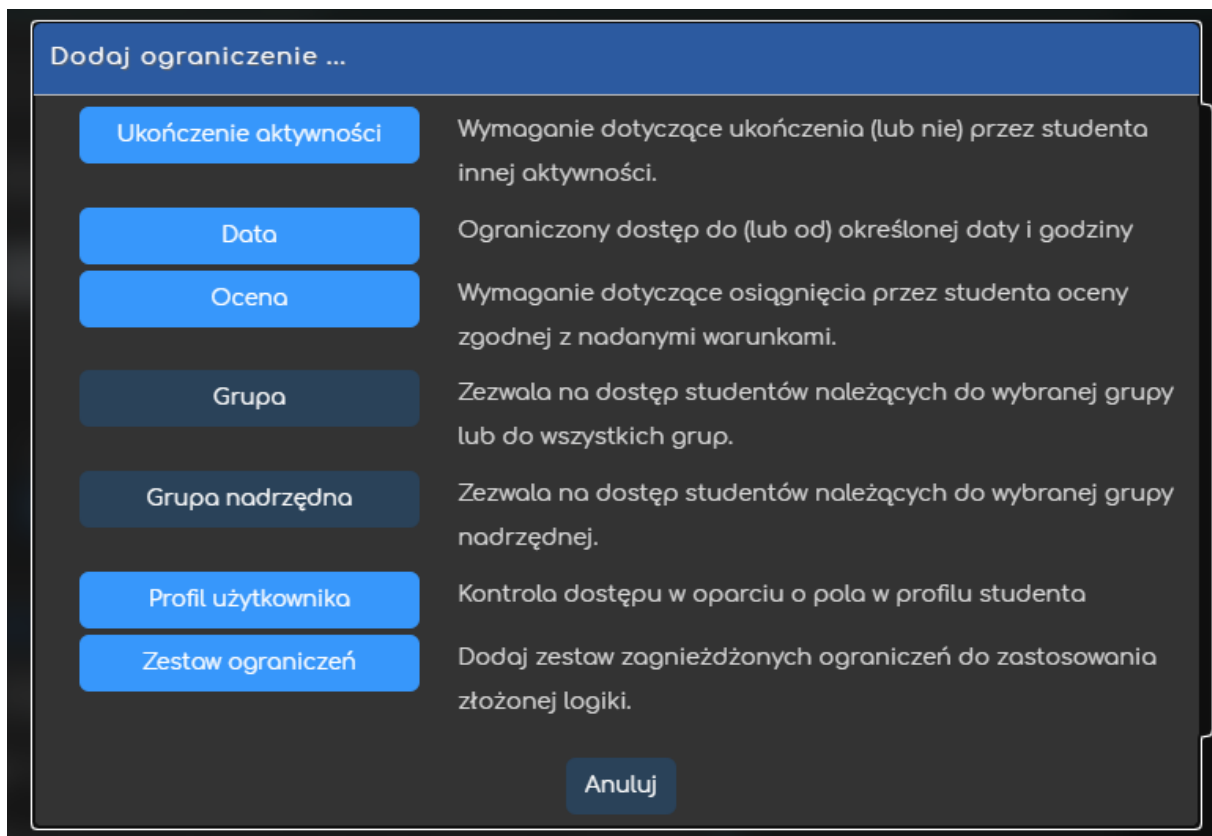 Dodaj ograniczenie ...
Ukończenie aktywności
Wymaganie dotyczące ukończenia (lub nie) przez studenta
innej aktywności.
Data
Ograniczony dostęp do (lub od) określonej daty i godziny
Ocena
Wymaganie dotyczące osiągnięcia przez studenta oceny
zgodnej z nadanymi warunkami.
Grupa
Zezwala na dostęp studentów należących do wybranej grupy
lub do wszystkich grup.
Grupa nadrzędna
Zezwala na dostęp studentów należących do wybranej grupy
nadrzędnej.
Profil użytkownika
Kontrola dostępu w oparciu o pola w profilu studenta
Zestaw ograniczeń
Dodaj zestaw zagnieżdżonych ograniczeń do zastosowania
złożonej logiki.
Anuluj